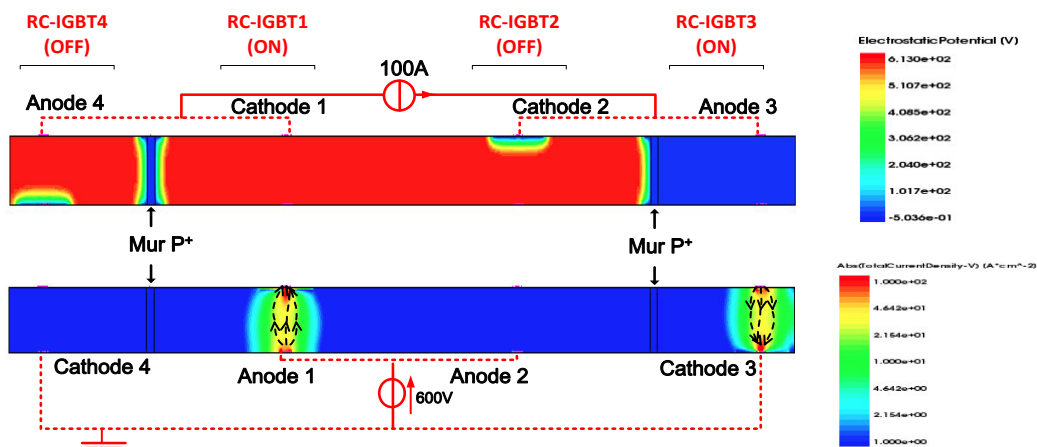 RC-IGBT4 RC-IGBT1 RC-IGBT2 RC-IGBT3
(OFF) (ON) (OFF) (ON)
100A
Anode 4 Cathode 1 Cathode 2 Anode 3
Mur P+ Mur P+
Cathode 4 Anode 1 Anode 2 Cathode 3
600V
ElectrostaticPotential (V)
6.130e+02
5.107e+02
4.085e+02
3.062e+02
2.040e+02
1.017e+02
-5.036e-01
Abs(TotalCurrentDensity-V) (A*cm^-2)
1.000e+02
4.642e+01
2.154e+01
1.000e+01
4.642e+00
2.154e+00
1.000e+00